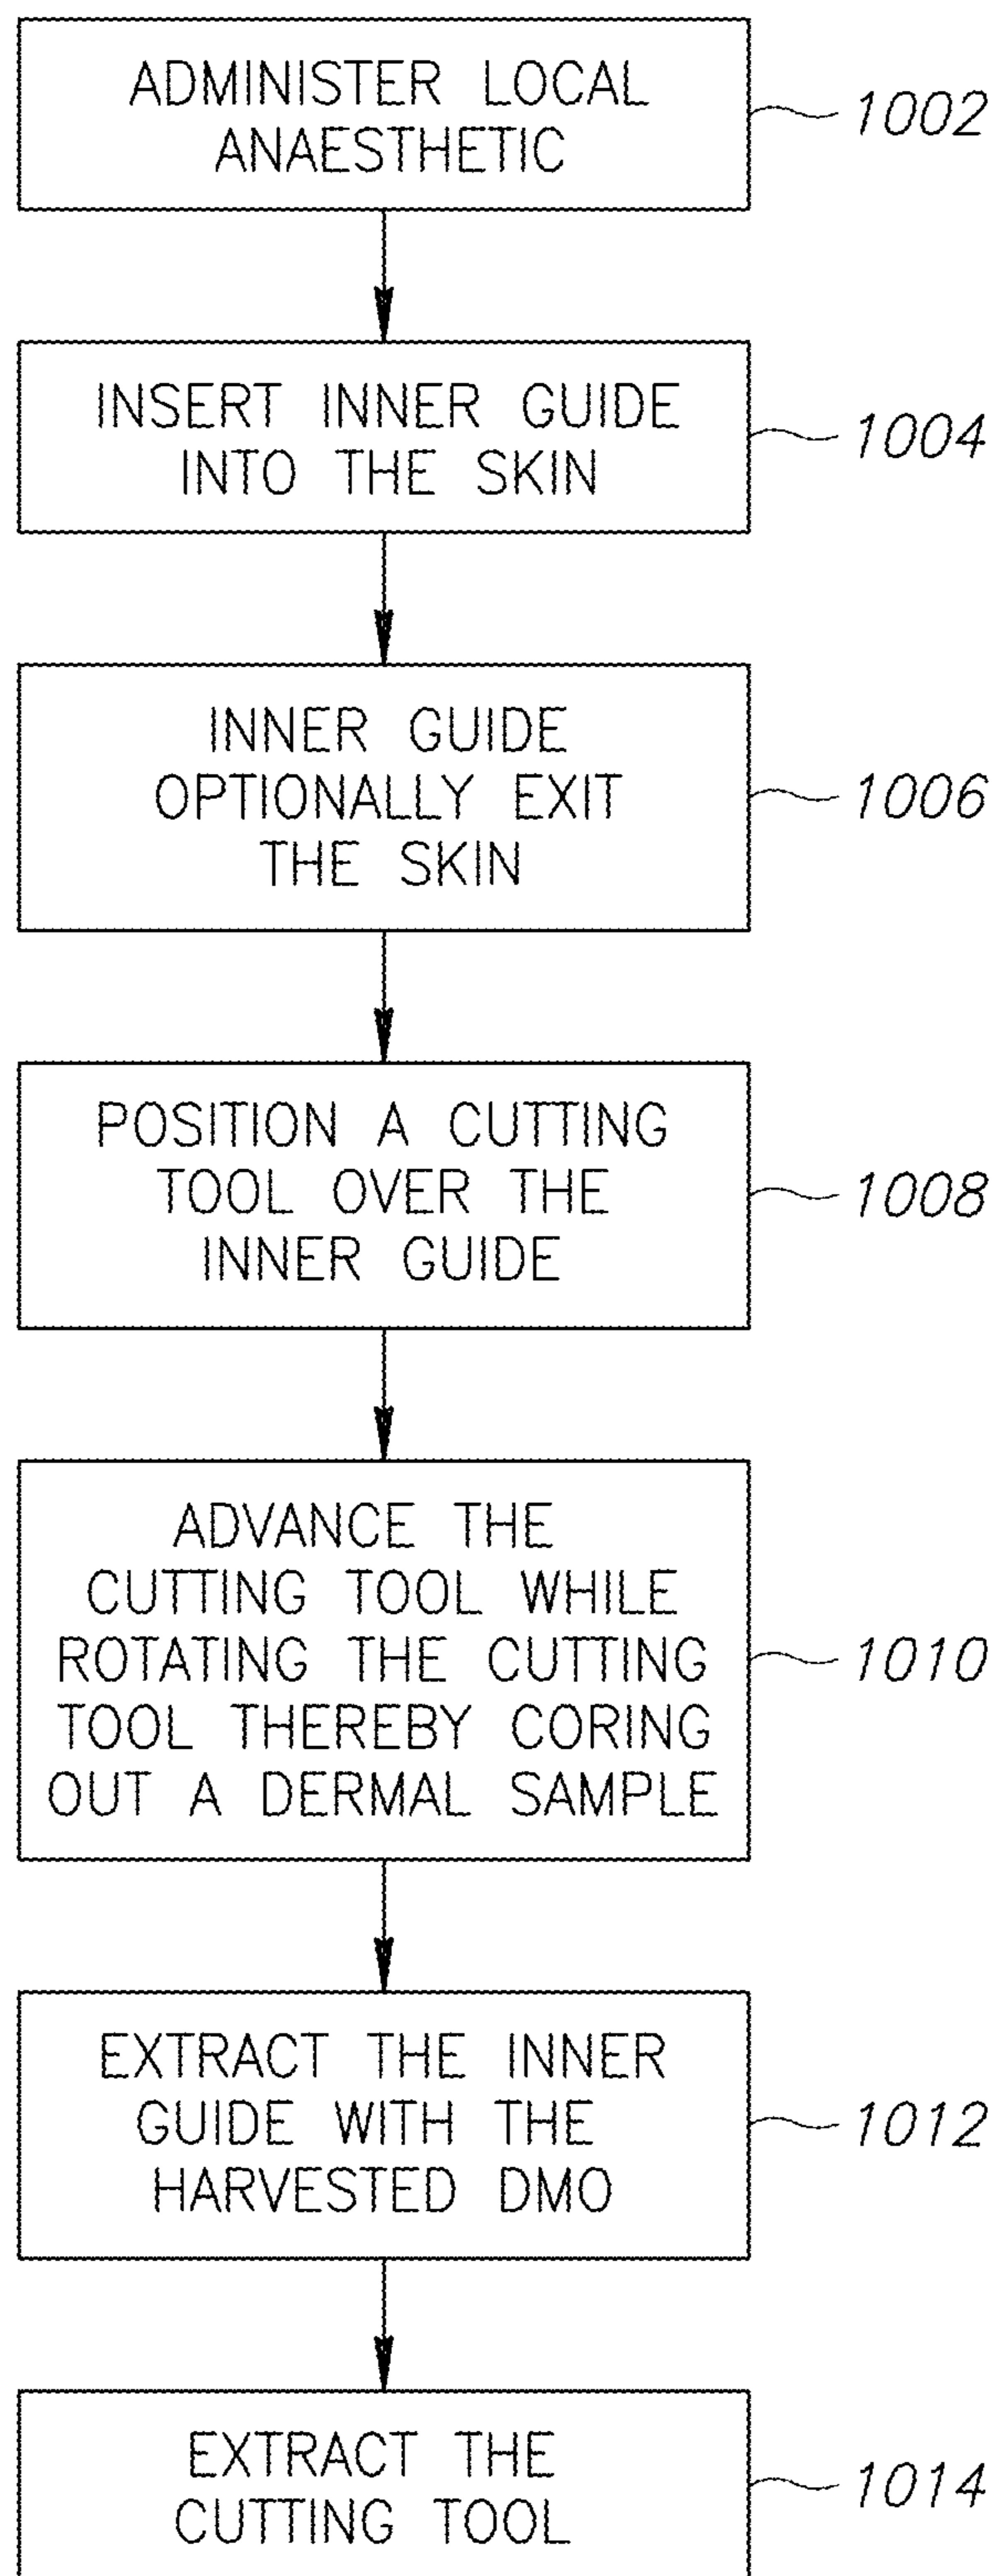 ADMINISTER LOCAL
ANAESTHETIC
1002
INSERT INNER GUIDE
INTO THE SKIN
1004
INNER GUIDE
OPTIONALLY EXIT
THE SKIN
1006
POSITION A CUTTING
TOOL OVER THE
INNER GUIDE
1008
ADVANCE THE
CUTTING TOOL WHILE
ROTATING THE CUTTING
TOOL THEREBY CORING
OUT A DERMAL SAMPLE
1010
EXTRACT THE INNER
GUIDE WITH THE
HARVESTED DMO
1012
EXTRACT THE
CUTTING TOOL
1014